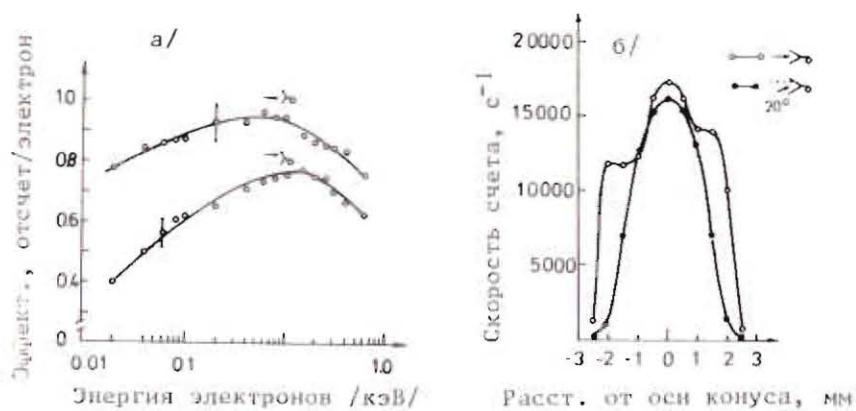 а/
Эффект., отсчет/электрон
1.0
0.8
0.6
0.4
0
0.01
01
1.0
Энергия электронов /кэВ/
б/
Скорость счета, с⁻¹
20000
15000
10000
5000
20°
-3 -2 -1 0 1 2 3
Расст. от оси конуса, мм